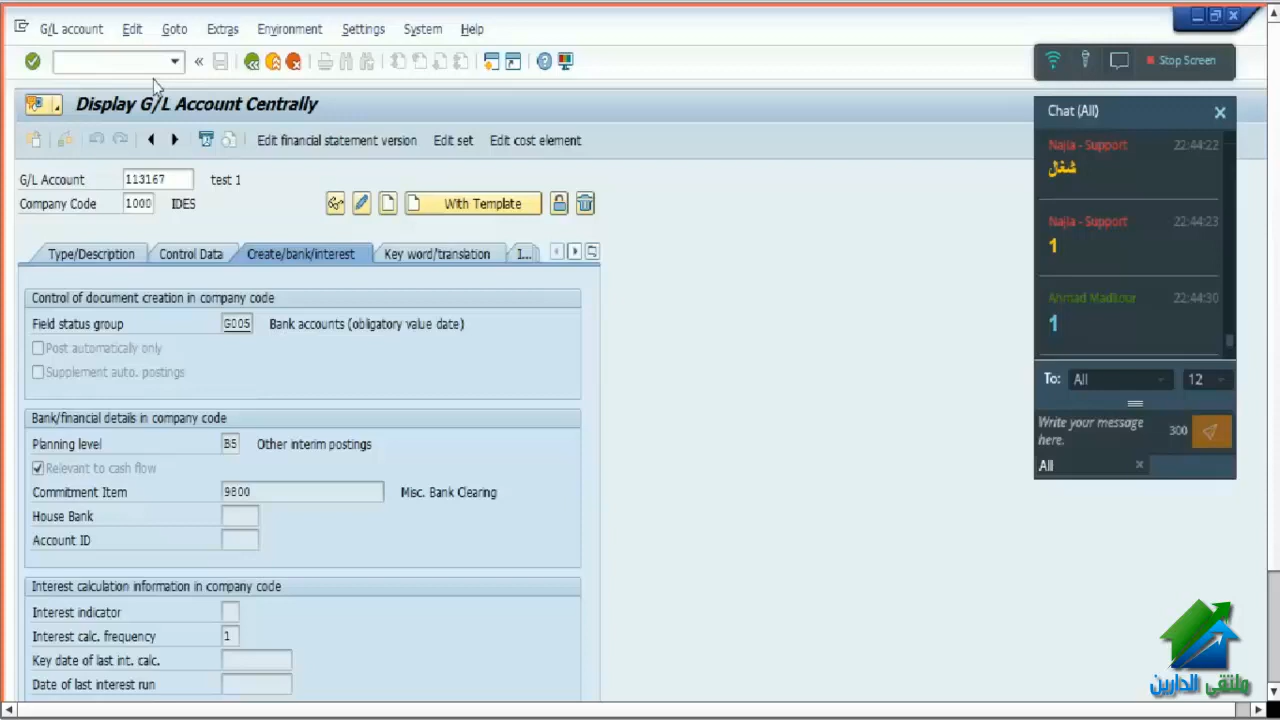 G/L account Edit Goto Extras Environment Settings System Help
Stop Screen
Display G/L Account Centrally
Edit financial statement version Edit set Edit cost element
G/L Account 113167 test 1
Company Code 1000 IDES With Template
Type/Description Control Data Create/bank/interest Key word/translation 1...
Control of document creation in company code
Field status group G005 Bank accounts (obligatory value date)
Post automatically only
Supplement auto. postings
Bank/financial details in company code
Planning level B5 Other interim postings
Relevant to cash flow
Commitment Item 9800 Misc. Bank Clearing
House Bank
Account ID
Interest calculation information in company code
Interest indicator
Interest calc. frequency 1
Key date of last int. calc.
Date of last interest run
Chat (All)
Najla - Support 22:44:22
شغال
Najla - Support 22:44:23
1
Ahmad Madkour 22:44:30
1
To: All 12
Write your message
here. 300
All
ملتقى الدارين